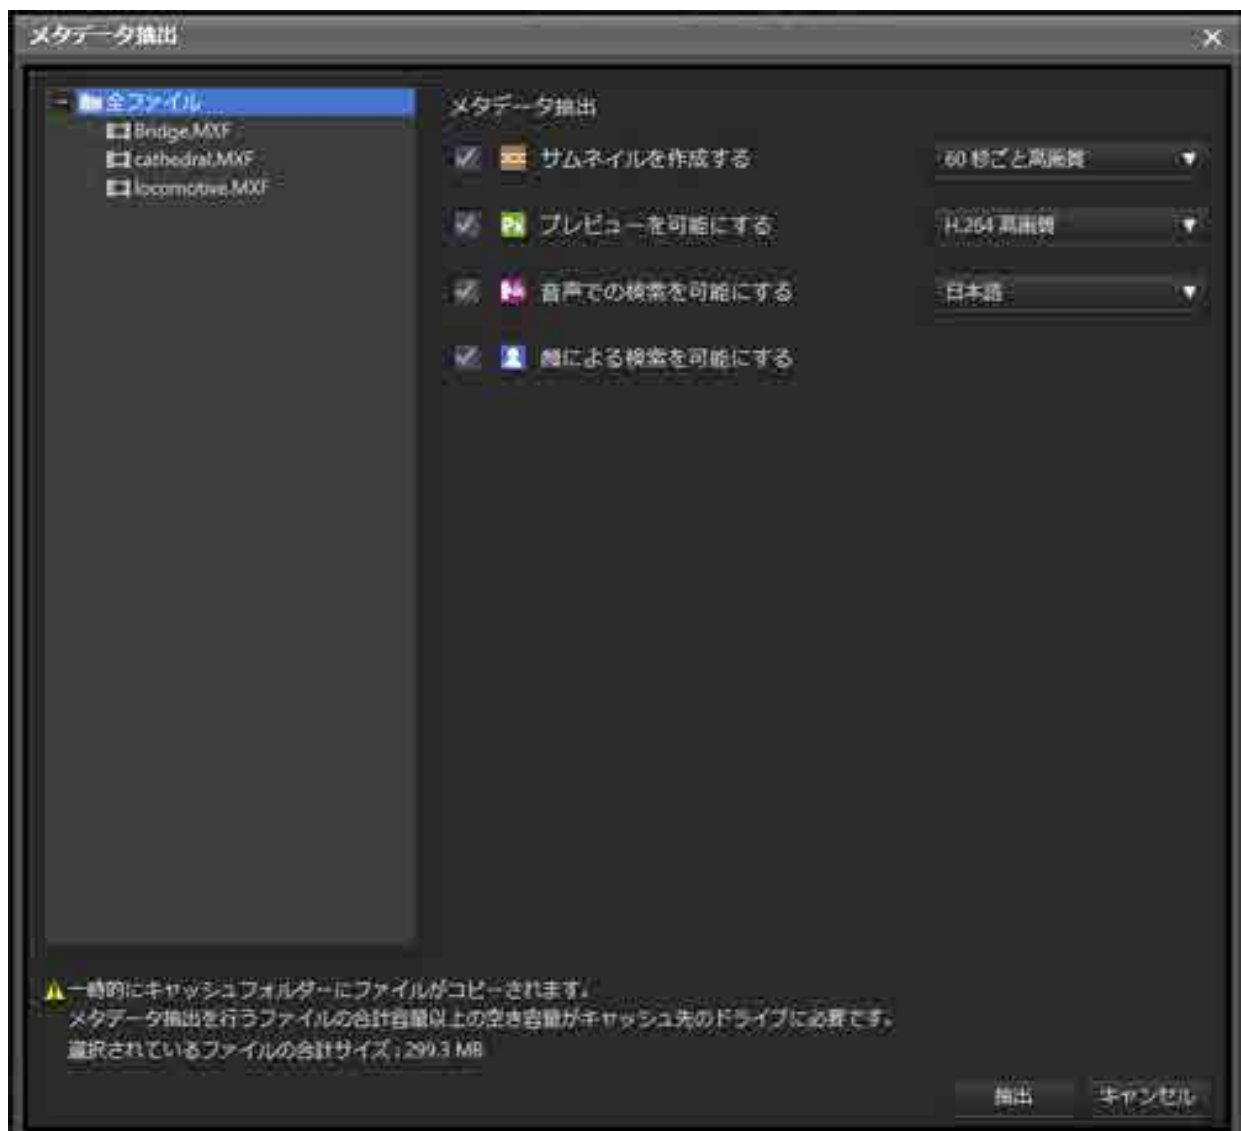 メタデータ抽出
全ファイル
Bridge.MXF
cathedral.MXF
locomotive.MXF
メタデータ抽出
サムネイルを作成する
60 秒ごと高画質
プレビューを可能にする
H.264 高画質
音声での検索を可能にする
日本語
顔による検索を可能にする
一時的にキャッシュフォルダーにファイルがコピーされます。
メタデータ抽出を行うファイルの合計容量以上の空き容量がキャッシュ先のドライブに必要です。
選択されているファイルの合計サイズ : 299.3 MB
抽出
キャンセル